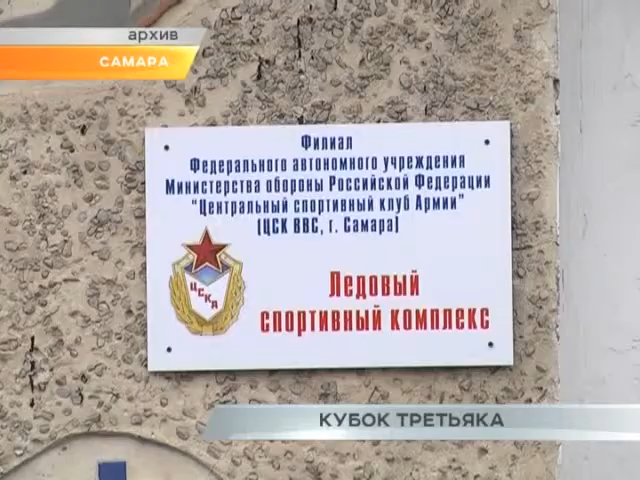 архив
САМАРА
Филиал
Федерального автономного учреждения
Министерства обороны Российской Федерации
"Центральный спортивный клуб Армии"
(ЦСК ВВС, г. Самара)
ЦСКА
Ледовый
спортивный комплекс
КУБОК ТРЕТЬЯКА